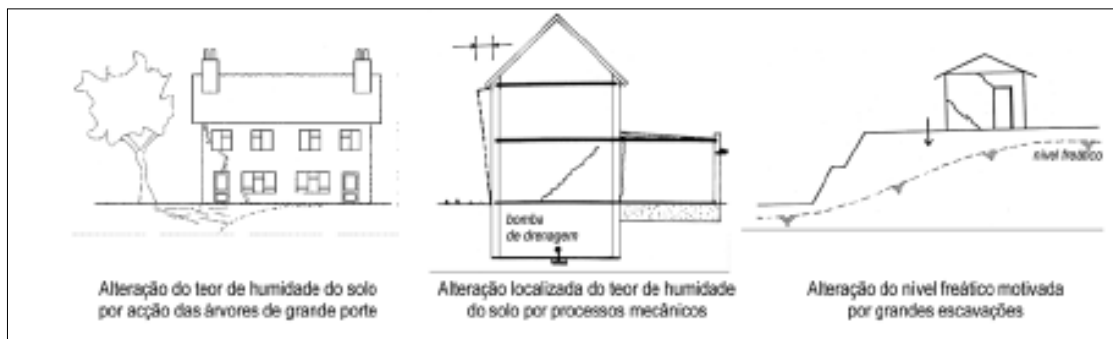 bomba
de drenagem
nível freático
Alteração do teor de humidade do solo
por acção das árvores de grande porte
Alteração localizada do teor de humidade
do solo por processos mecânicos
Alteração do nível freático motivada
por grandes escavações